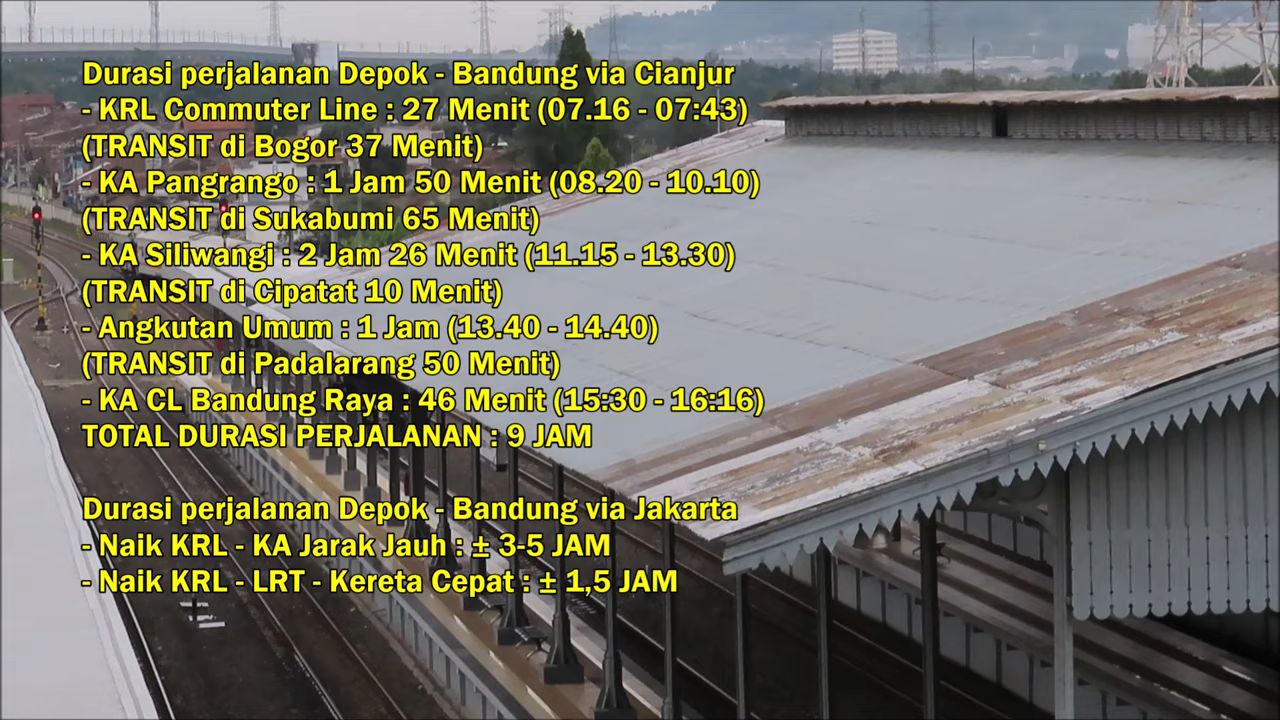 Durasi perjalanan Depok - Bandung via Cianjur
- KRL Commuter Line : 27 Menit (07.16 - 07:43)
(TRANSIT di Bogor 37 Menit)
- KA Pangrango : 1 Jam 50 Menit (08.20 - 10.10)
(TRANSIT di Sukabumi 65 Menit)
- KA Siliwangi : 2 Jam 26 Menit (11.15 - 13.30)
(TRANSIT di Cipatat 10 Menit)
- Angkutan Umum : 1 Jam (13.40 - 14.40)
(TRANSIT di Padalarang 50 Menit)
- KA CL Bandung Raya : 46 Menit (15:30 - 16:16)
TOTAL DURASI PERJALANAN : 9 JAM
Durasi perjalanan Depok - Bandung via Jakarta
- Naik KRL - KA Jarak Jauh : ± 3-5 JAM
- Naik KRL - LRT - Kereta Cepat : ± 1,5 JAM